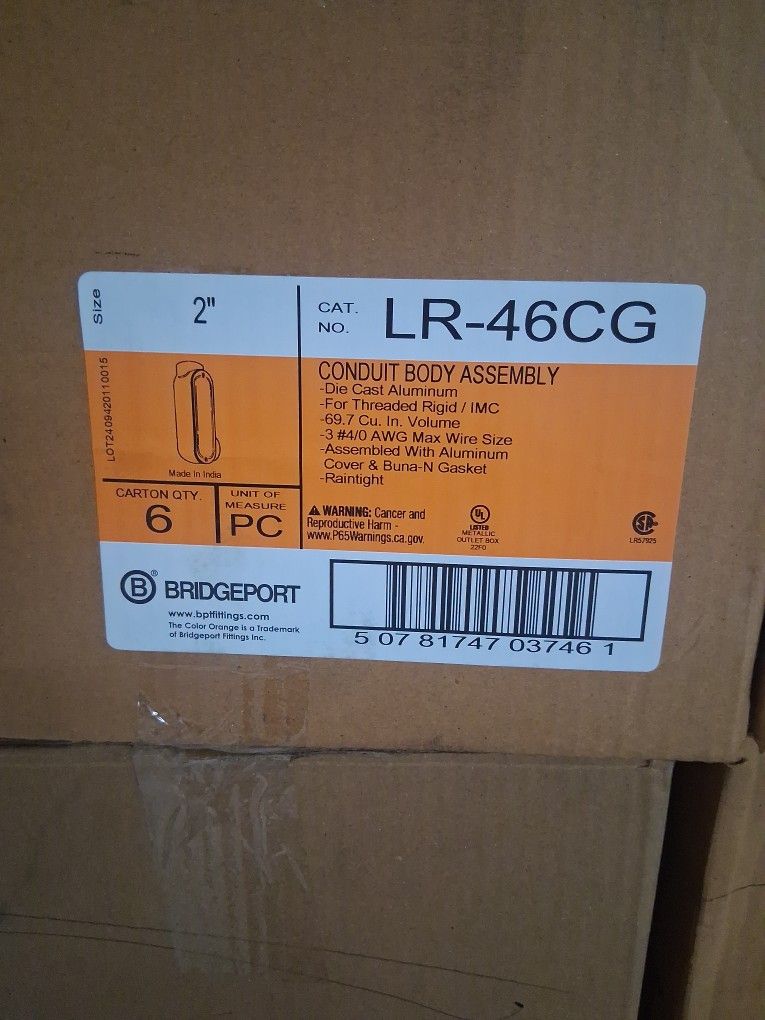 Size
2"
CAT.
NO.
LR-46CG
LOT2409420110015
Made In India
CONDUIT BODY ASSEMBLY
-Die Cast Aluminum
-For Threaded Rigid / IMC
-69.7 Cu. In. Volume
-3 #4/0 AWG Max Wire Size
-Assembled With Aluminum
Cover & Buna-N Gasket
-Raintight
CARTON QTY.
6
UNIT OF
MEASURE
PC
⚠ WARNING: Cancer and
Reproductive Harm -
www.P65Warnings.ca.gov.
UL
LISTED
METALLIC
OUTLET BOX
22F0
SA
LR57925
B® BRIDGEPORT
www.bptfittings.com
The Color Orange is a Trademark
of Bridgeport Fittings Inc.
5 07 81747 03746 1